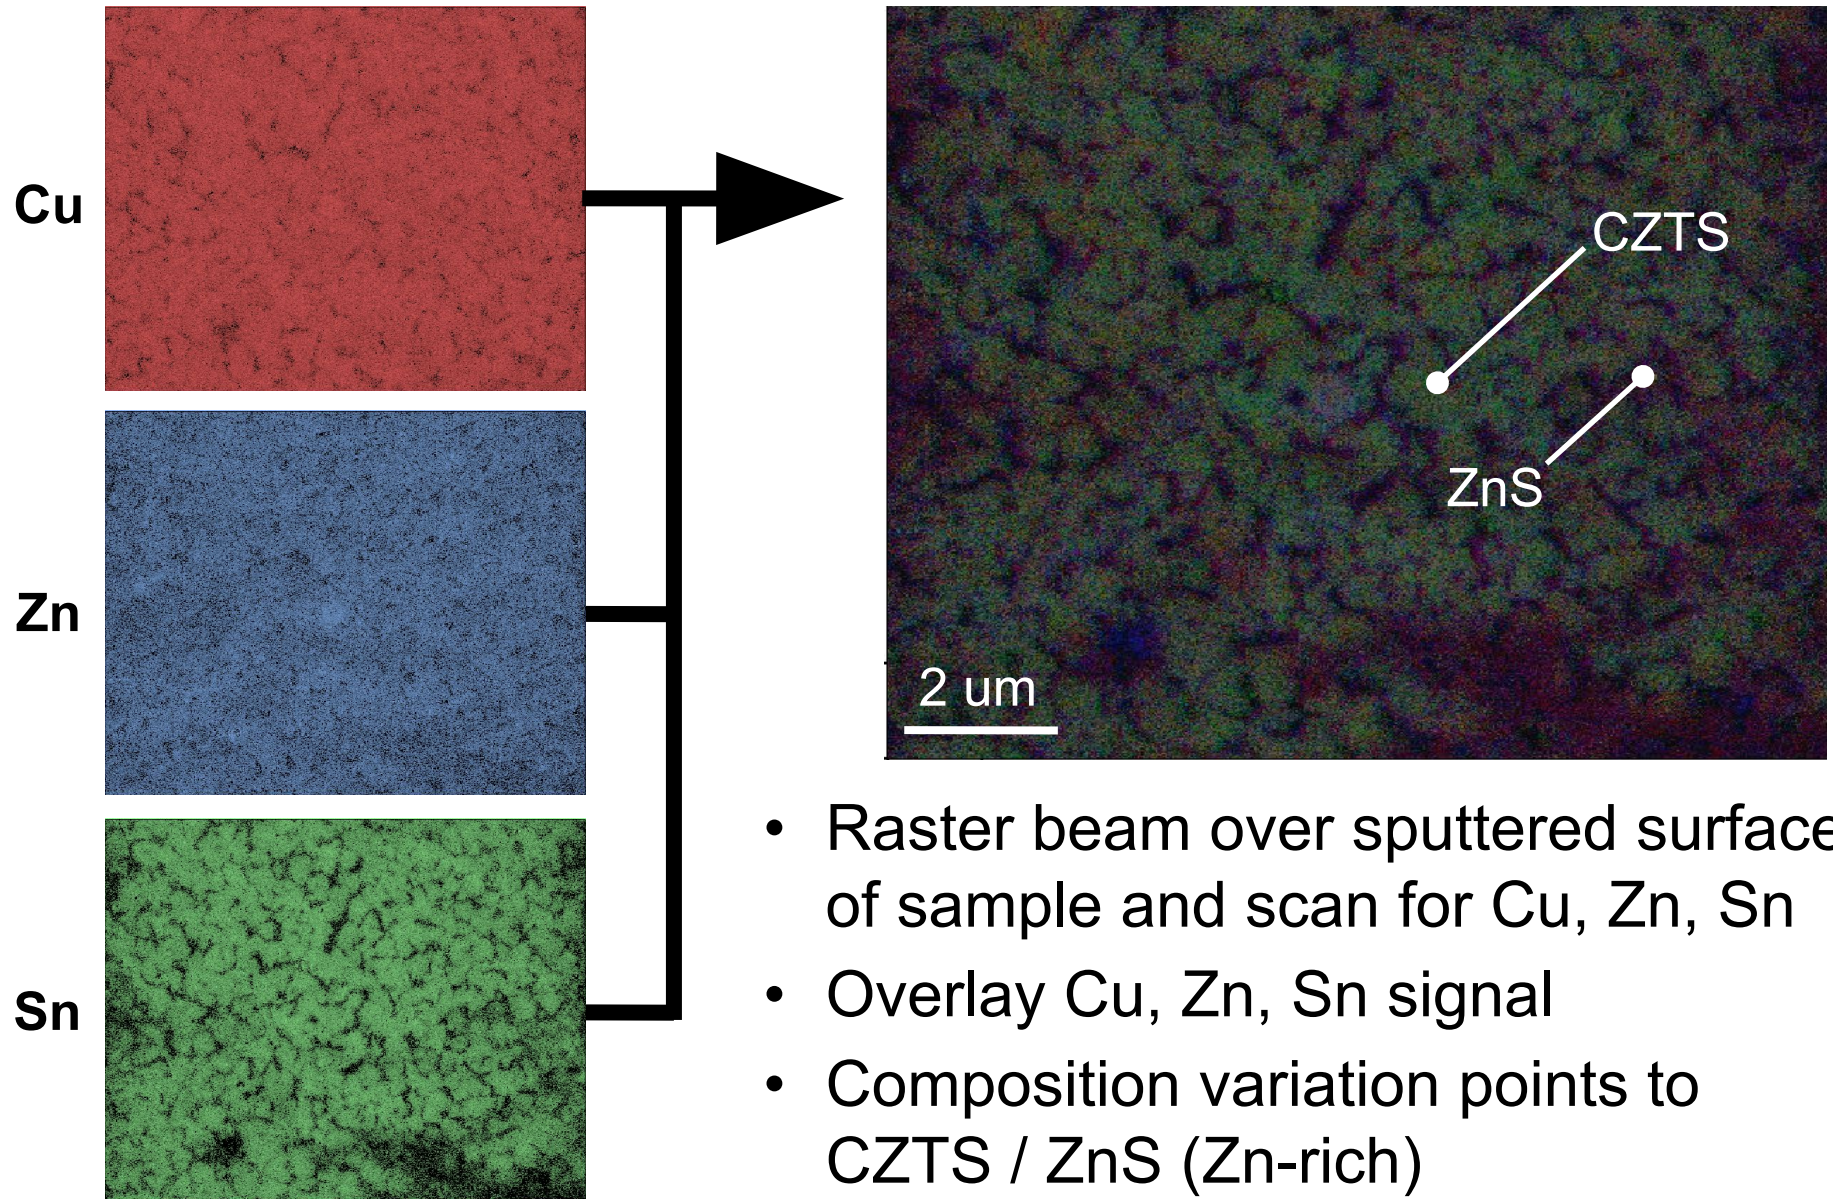 Cu
Zn
Sn
CZTS
ZnS
2 um
• Raster beam over sputtered surface
of sample and scan for Cu, Zn, Sn
• Overlay Cu, Zn, Sn signal
• Composition variation points to
CZTS / ZnS (Zn-rich)